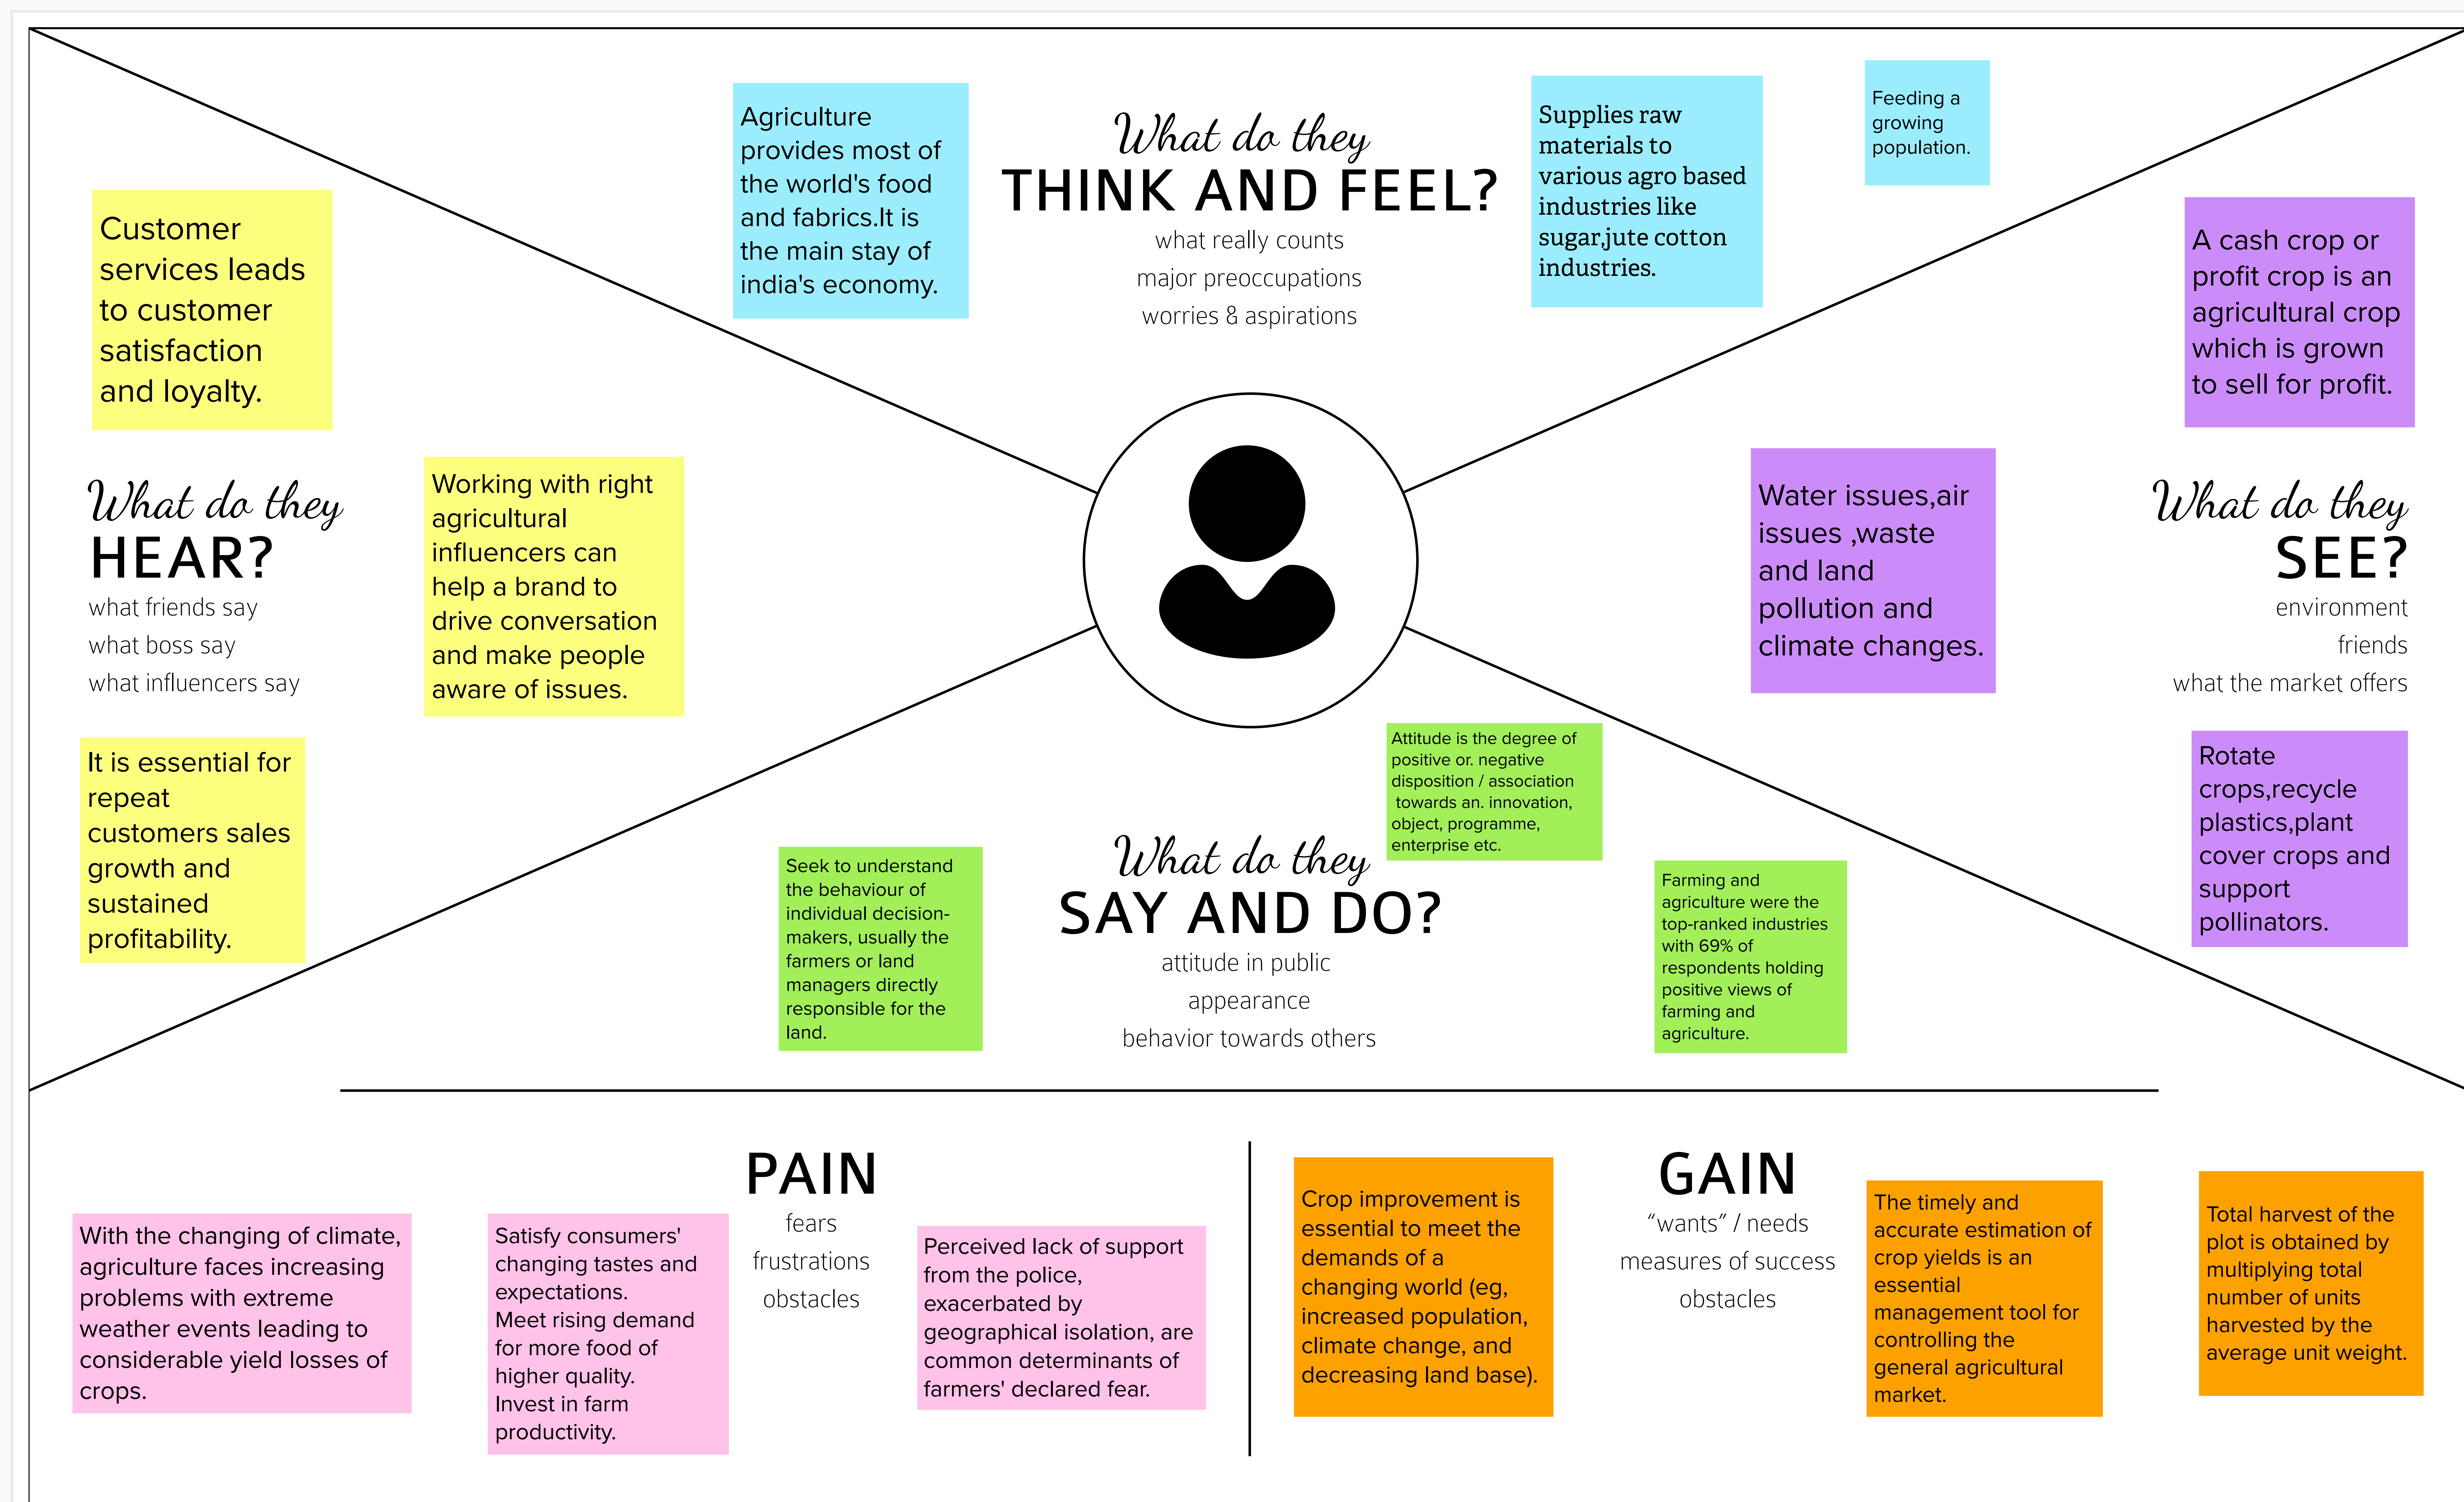 What do they
THINK AND FEEL?
what really counts
major preoccupations
worries & aspirations
Agriculture
provides most of
the world's food
and fabrics.It is
the main stay of
india's economy.
Supplies raw
materials to
various agro based
industries like
sugar,jute cotton
industries.
Feeding a
growing
population.
Customer
services leads
to customer
satisfaction
and loyalty.
What do they
HEAR?
what friends say
what boss say
what influencers say
Working with right
agricultural
influencers can
help a brand to
drive conversation
and make people
aware of issues.
It is essential for
repeat
customers sales
growth and
sustained
profitability.
A cash crop or
profit crop is an
agricultural crop
which is grown
to sell for profit.
Water issues,air
issues ,waste
and land
pollution and
climate changes.
What do they
SEE?
environment
friends
what the market offers
Rotate
crops,recycle
plastics,plant
cover crops and
support
pollinators.
Attitude is the degree of
positive or. negative
disposition / association
towards an. innovation,
object, programme,
enterprise etc.
What do they
SAY AND DO?
attitude in public
appearance
behavior towards others
Seek to understand
the behaviour of
individual decision-
makers, usually the
farmers or land
managers directly
responsible for the
land.
Farming and
agriculture were the
top-ranked industries
with 69% of
respondents holding
positive views of
farming and
agriculture.
PAIN
fears
frustrations
obstacles
With the changing of climate,
agriculture faces increasing
problems with extreme
weather events leading to
considerable yield losses of
crops.
Satisfy consumers'
changing tastes and
expectations.
Meet rising demand
for more food of
higher quality.
Invest in farm
productivity.
Perceived lack of support
from the police,
exacerbated by
geographical isolation, are
common determinants of
farmers' declared fear.
GAIN
“wants” / needs
measures of success
obstacles
Crop improvement is
essential to meet the
demands of a
changing world (eg,
increased population,
climate change, and
decreasing land base).
The timely and
accurate estimation of
crop yields is an
essential
management tool for
controlling the
general agricultural
market.
Total harvest of the
plot is obtained by
multiplying total
number of units
harvested by the
average unit weight.